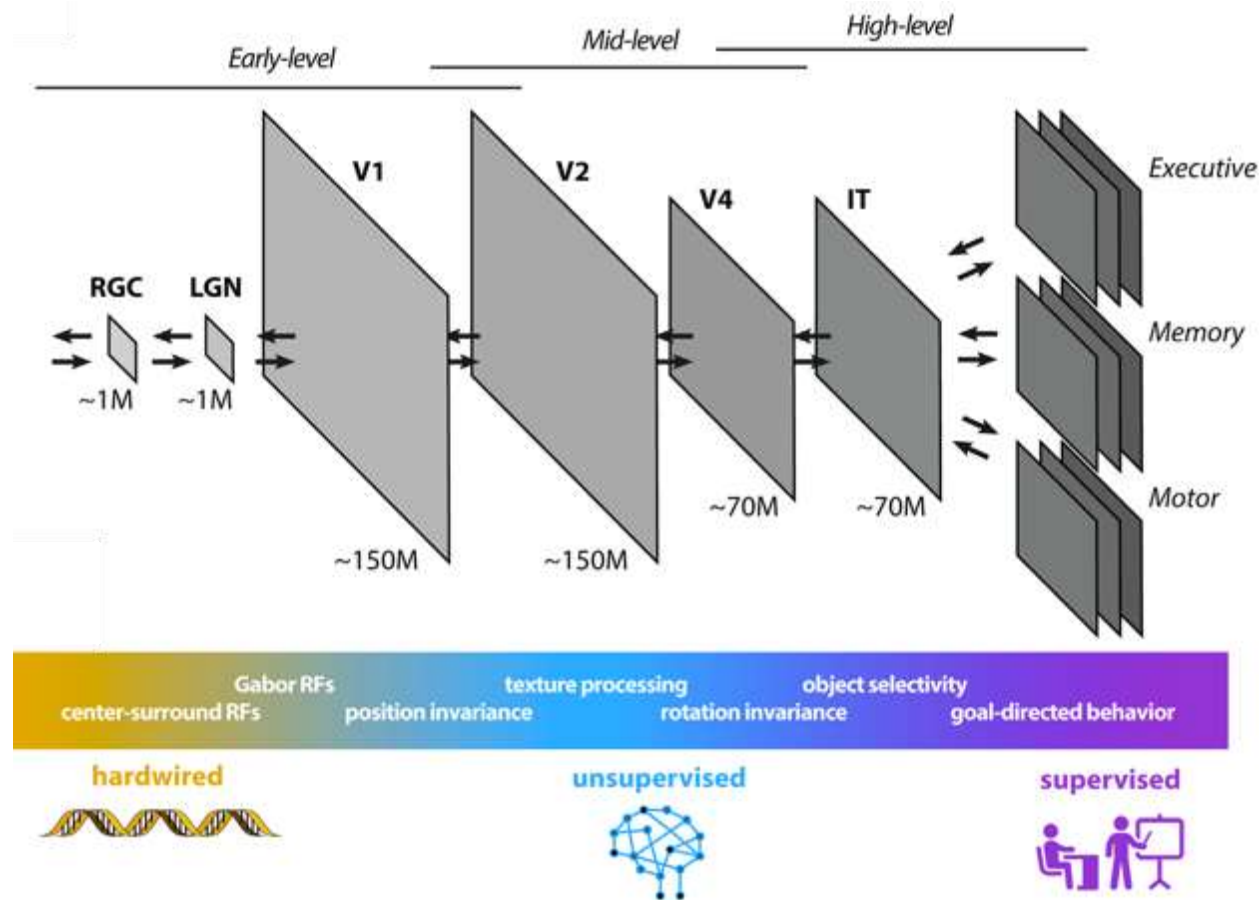 High-level
Mid-level
Early-level
V1
V2
V4
IT
Executive
RGC
LGN
Memory
~1M
~1M
Motor
~70M
~70M
~150M
~150M
Gabor RFs
texture processing
object selectivity
center-surround RFs
position invariance
rotation invariance
goal-directed behavior
hardwired
unsupervised
supervised